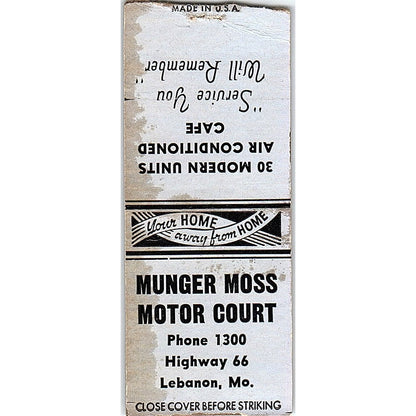 MADE IN U.S.A.
30 MODERN UNITS
AIR CONDITIONED
CAFE
"Service You
Will Remember"
Your HOME
away from HOME
MUNGER MOSS
MOTOR COURT
Phone 1300
Highway 66
Lebanon, Mo.
CLOSE COVER BEFORE STRIKING